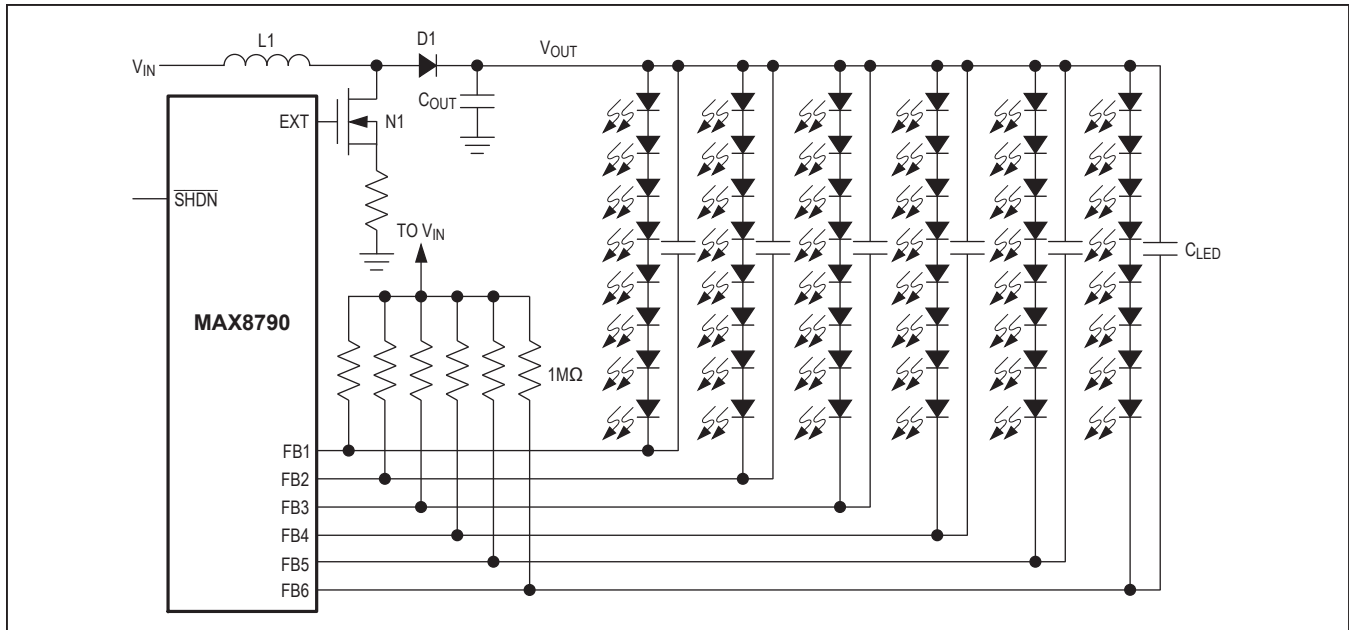 L1
D1
VOUT
VIN
COUT
EXT
N1
SHDN
TO VIN
CLED
MAX8790
1MΩ
FB1
FB2
FB3
FB4
FB5
FB6